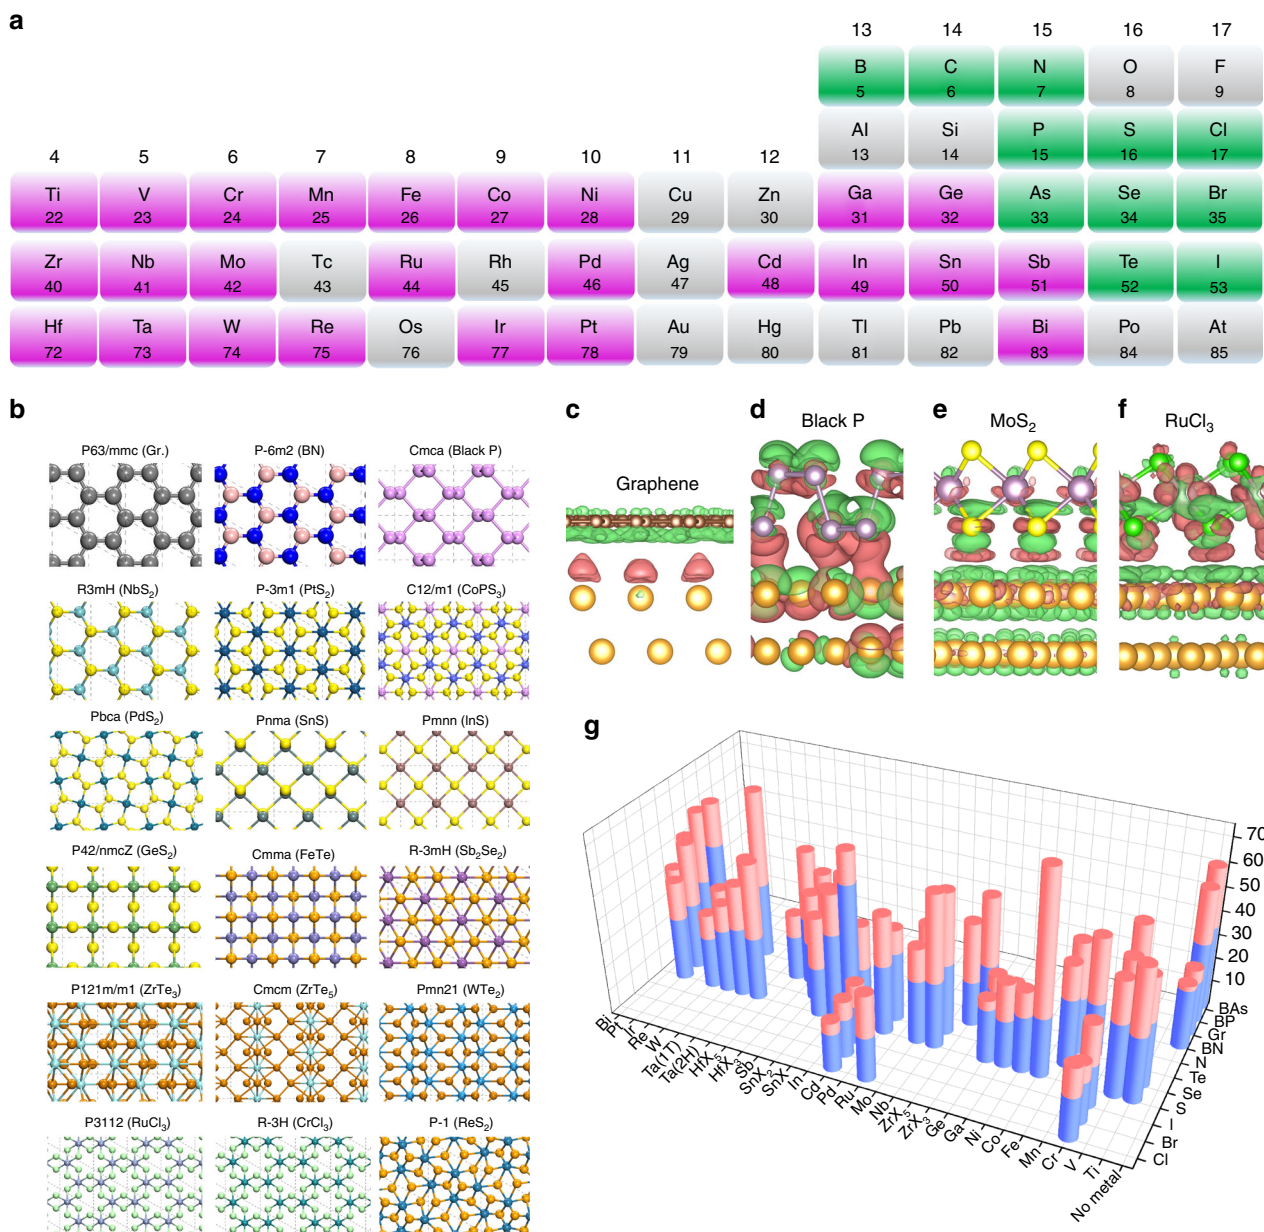 a
13 14 15 16 17
B C N O F
5 6 7 8 9
Al Si P S Cl
13 14 15 16 17
4 5 6 7 8 9 10 11 12
Ti V Cr Mn Fe Co Ni Cu Zn Ga Ge As Se Br
22 23 24 25 26 27 28 29 30 31 32 33 34 35
Zr Nb Mo Tc Ru Rh Pd Ag Cd In Sn Sb Te I
40 41 42 43 44 45 46 47 48 49 50 51 52 53
Hf Ta W Re Os Ir Pt Au Hg Tl Pb Bi Po At
72 73 74 75 76 77 78 79 80 81 82 83 84 85
b
P63/mmc (Gr.) P-6m2 (BN) Cmca (Black P)
R3mH (NbS2) P-3m1 (PtS2) C12/m1 (CoPS3)
Pbca (PdS2) Pnma (SnS) Pmnn (InS)
P42/nmcZ (GeS2) Cmma (FeTe) R-3mH (Sb2Se2)
P121m/m1 (ZrTe3) Cmcm (ZrTe5) Pmn21 (WTe2)
P3112 (RuCl3) R-3H (CrCl3) P-1 (ReS2)
c
Graphene
d
Black P
e
MoS2
f
RuCl3
g
70
60
50
40
30
20
10
BAs
BP
Gr
BN
N
Te
Se
S
I
Br
Cl
Bi
Pt
Ir
Re
W
Ta(1T)
Ta(2H)
HfX5
HfX3
Sb
SnX2
SnX
In
Cd
Pd
Ru
Mo
Nb
ZrX5
ZrX3
Ge
Ga
Ni
Co
Fe
Mn
Cr
V
Ti
No metal